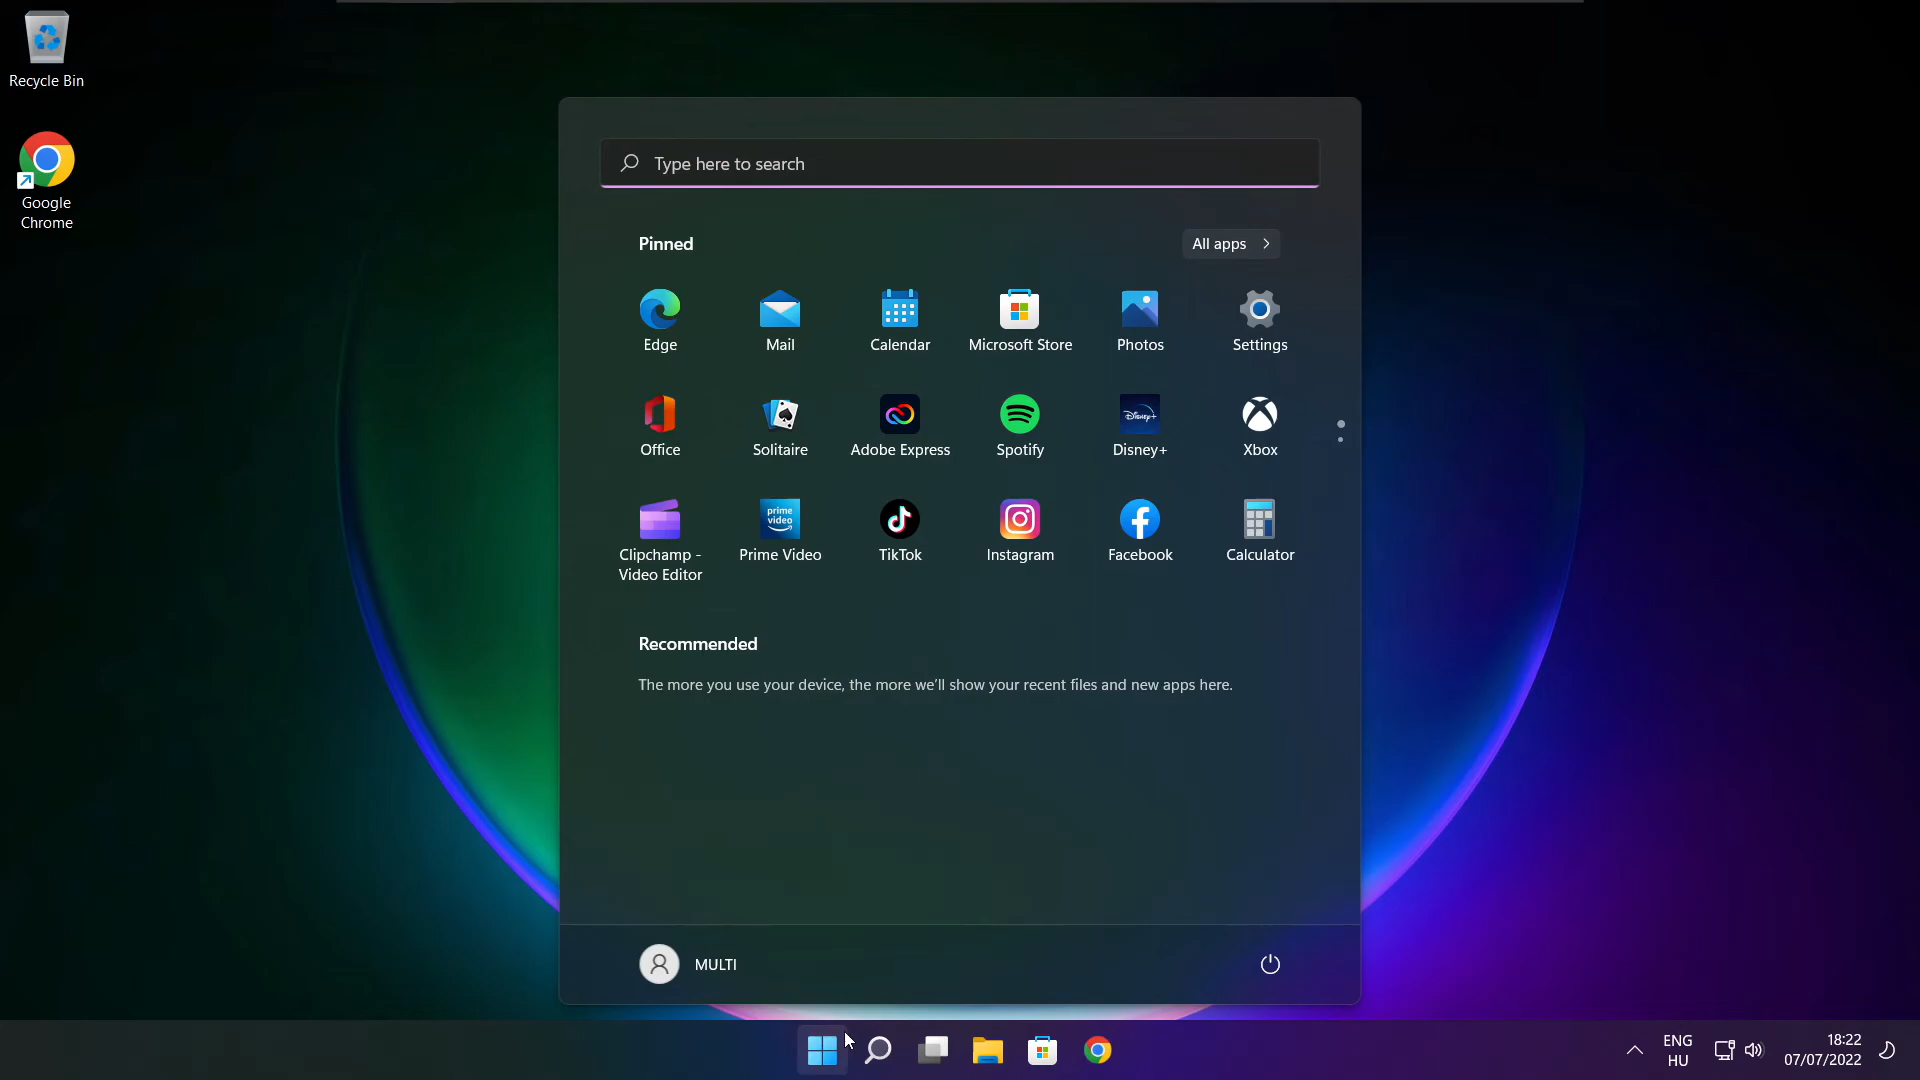 Recycle Bin
Google
Chrome
Type here to search
Pinned
All apps
Edge
Mail
Calendar
Microsoft Store
Photos
Settings
Office
Solitaire
Adobe Express
Disney+
Spotify
Disney+
Xbox
prime
video
Clipchamp -
Video Editor
Prime Video
TikTok
Instagram
Facebook
Calculator
Recommended
The more you use your device, the more we'll show your recent files and new apps here.
MULTI
ENG
HU
18:22
07/07/2022